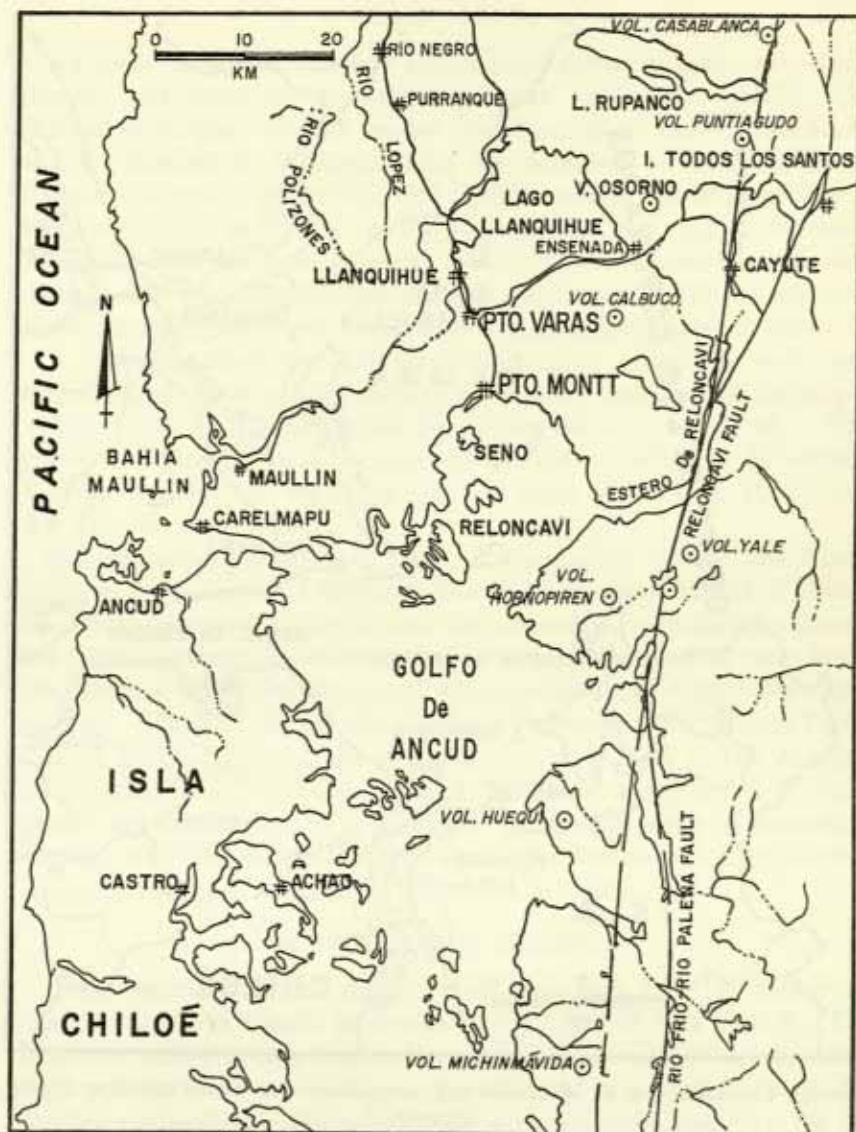 VOL. CASABLANCA
0 10 20
KM
RIO NEGRO
RIO
LOPEZ
PURRANQUE
L. RUPANCO
VOL. PUNTIAGUDO
I. TODOS LOS SANTOS
RIO
POLIZONES
LAGO
LLANQUIHUE
V. OSORNO
ENSENADA
LLANQUIHUE
CAYUTE
VOL. CALBUCO
PTO. VARAS
PACIFIC OCEAN
N
PTO. MONTT
SENO
RELONCAVI
ESTERO De RELONCAVI
RELONCAVI FAULT
BAHIA
MAULLIN
MAULLIN
CARELMAPU
VOL. YALE
VOL.
HORNOPIREN
ANCUD
GOLFO
De
ANCUD
ISLA
VOL. HUEQUI
CASTRO
ACHAO
RIO FRIO-RIO PALENA FAULT
CHILOÉ
VOL. MICHINMAVIDA